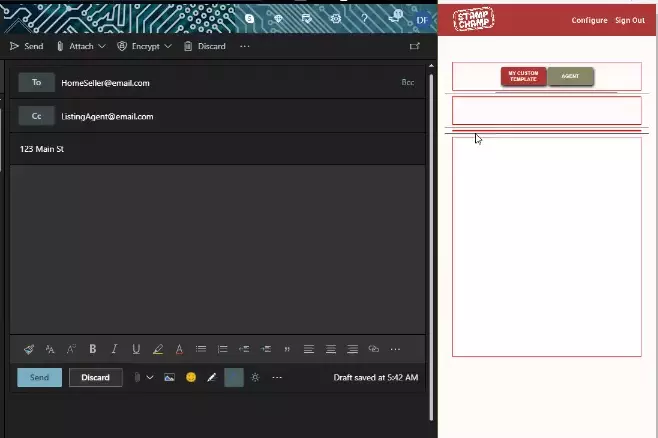 DF
STAMP
CHAMP
Configure Sign Out
Send Attach Encrypt Discard
To HomeSeller@email.com Bcc
Cc ListingAgent@email.com
123 Main St
MY CUSTOM
TEMPLATE
AGENT
B I U A
Send Discard Draft saved at 5:42 AM